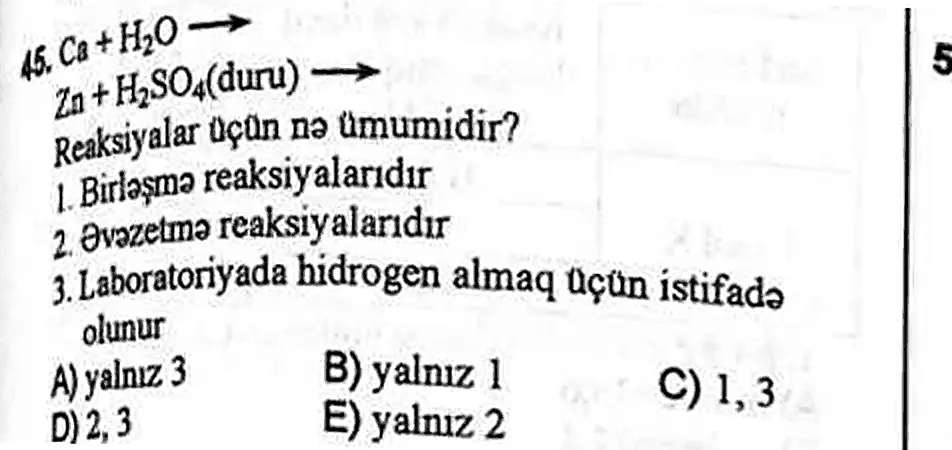 45. Ca + H₂O →
Zn + H₂SO₄(duru) →
Reaksiyalar üçün nə ümumidir?
1. Birləşmə reaksiyalarıdır
2. Əvəzetmə reaksiyalarıdır
3. Laboratoriyada hidrogen almaq üçün istifadə
olunur
A) yalnız 3 B) yalnız 1 C) 1, 3
D) 2, 3 E) yalnız 2
5